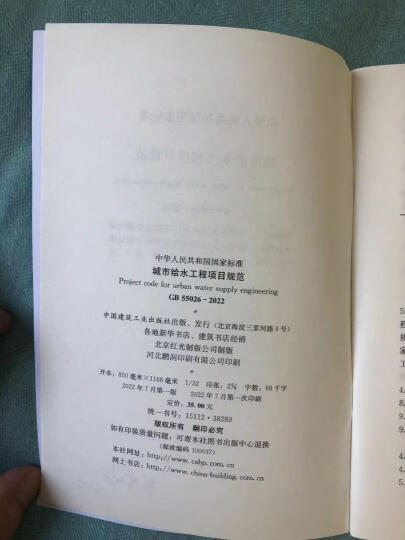 中华人民共和国国家标准
城市给水工程项目规范
Project code for urban water supply engineering
GB 55026-2022
*
中国建筑工业出版社出版、发行（北京海淀三里河路9号）
各地新华书店、建筑书店经销
北京红光制版公司制版
河北鹏润印刷有限公司印刷
*
开本：850毫米×1168毫米 1/32 印张：2⅝ 字数：68千字
2022年7月第一版 2022年7月第一次印刷
定价：35.00元
统一书号：15112·38289
版权所有 翻印必究
如有印装质量问题，可寄本社图书出版中心退换
（邮政编码 100037）
本社网址：http://www.cabp.com.cn
网上书店：http://www.china-building.com.cn